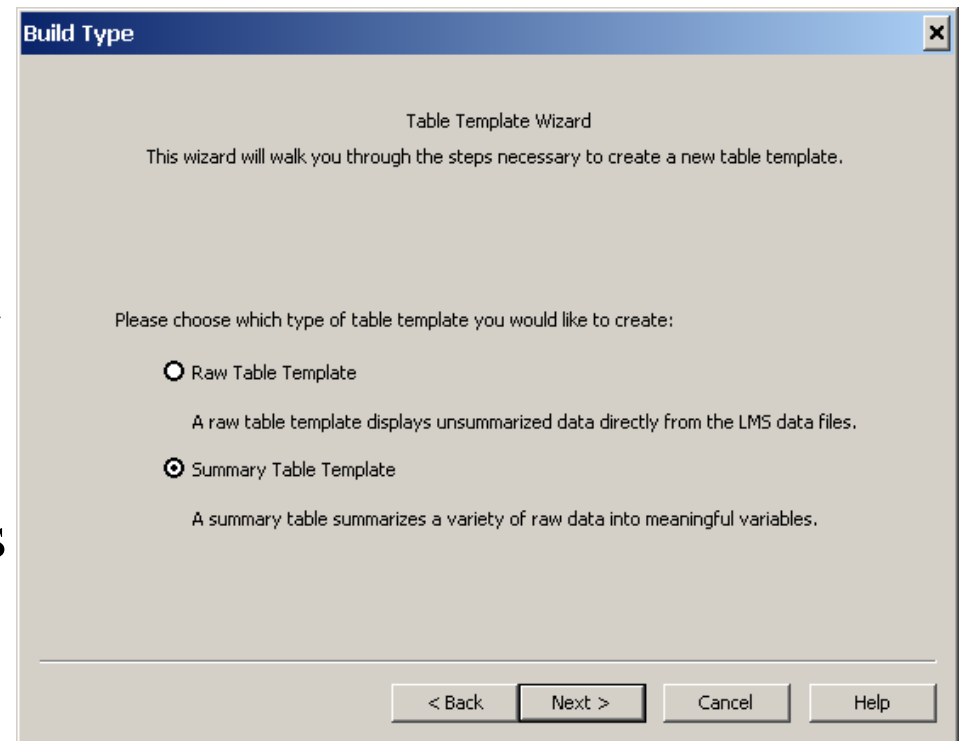 Build Type
Table Template Wizard
This wizard will walk you through the steps necessary to create a new table template.
Please choose which type of table template you would like to create:
Raw Table Template
A raw table template displays unsummarized data directly from the LMS data files.
Summary Table Template
A summary table summarizes a variety of raw data into meaningful variables.
< Back Next > Cancel Help